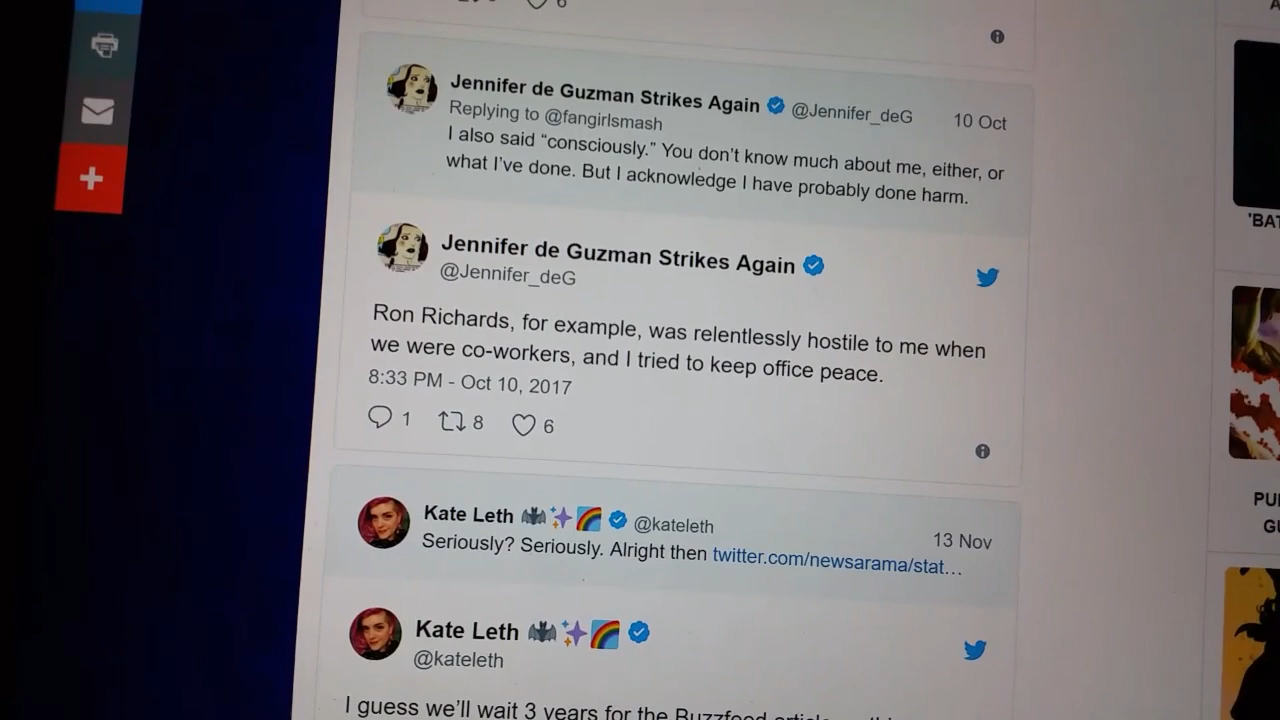 6
Jennifer de Guzman Strikes Again @Jennifer_deG 10 Oct
Replying to @fangirlsmash
I also said “consciously.” You don’t know much about me, either, or
what I’ve done. But I acknowledge I have probably done harm.
Jennifer de Guzman Strikes Again
@Jennifer_deG
Ron Richards, for example, was relentlessly hostile to me when
we were co-workers, and I tried to keep office peace.
8:33 PM - Oct 10, 2017
1 8 6
Kate Leth @kateleth 13 Nov
Seriously? Seriously. Alright then twitter.com/newsarama/stat…
Kate Leth
@kateleth
I guess we’ll wait 3 years for the Buzzfeed
'BAT
PU
G